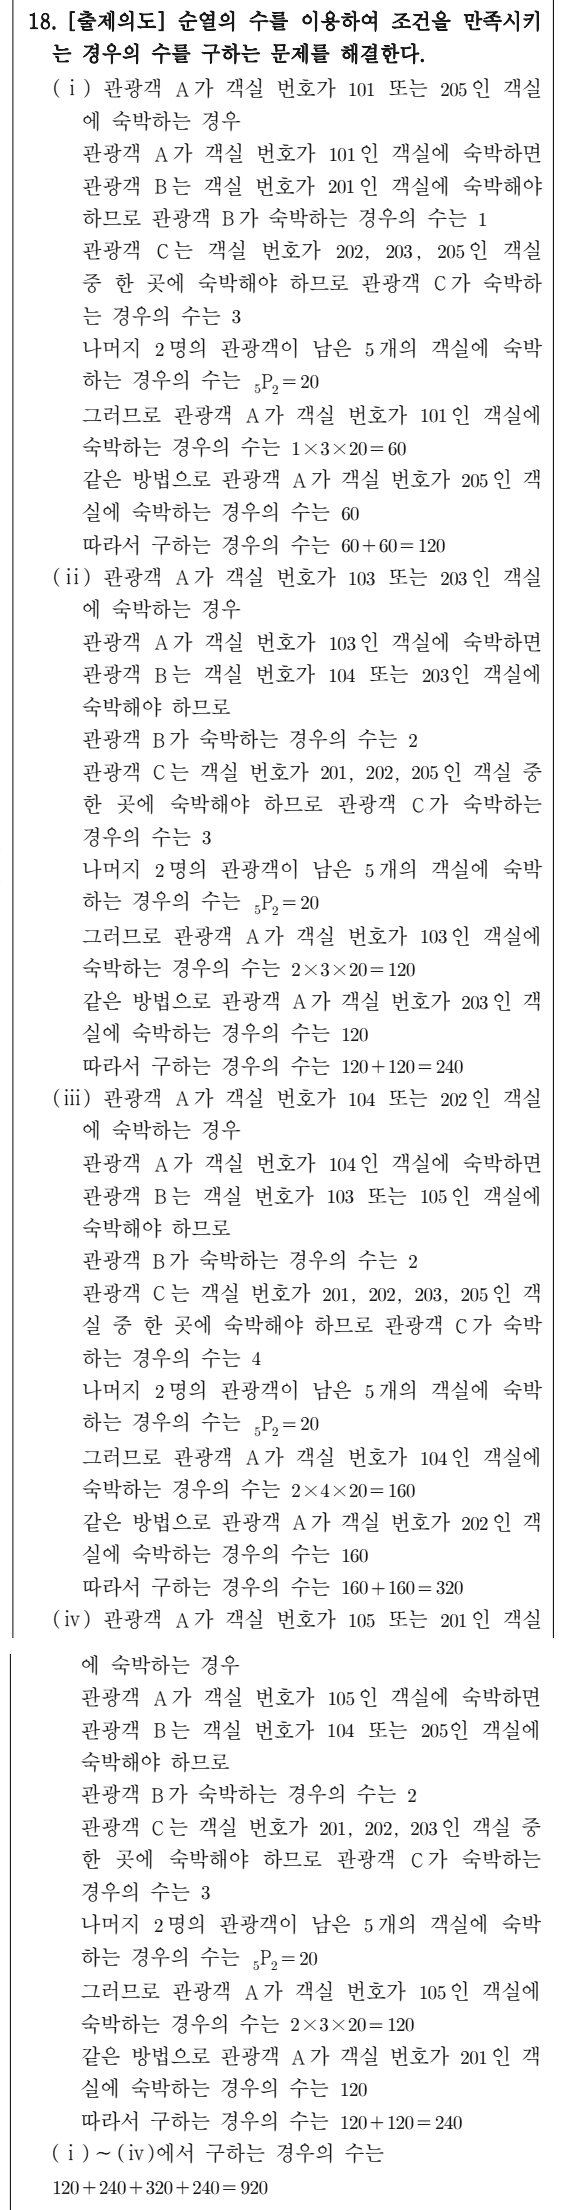 18. [출제의도] 순열의 수를 이용하여 조건을 만족시키
는 경우의 수를 구하는 문제를 해결한다.
(ⅰ) 관광객 A가 객실 번호가 101 또는 205인 객실
에 숙박하는 경우
관광객 A가 객실 번호가 101인 객실에 숙박하면
관광객 B는 객실 번호가 201인 객실에 숙박해야
하므로 관광객 B가 숙박하는 경우의 수는 1
관광객 C는 객실 번호가 202, 203, 205인 객실
중 한 곳에 숙박해야 하므로 관광객 C가 숙박하
는 경우의 수는 3
나머지 2명의 관광객이 남은 5개의 객실에 숙박
하는 경우의 수는 ₅P₂=20
그러므로 관광객 A가 객실 번호가 101인 객실에
숙박하는 경우의 수는 1×3×20=60
같은 방법으로 관광객 A가 객실 번호가 205인 객
실에 숙박하는 경우의 수는 60
따라서 구하는 경우의 수는 60+60=120
(ⅱ) 관광객 A가 객실 번호가 103 또는 203인 객실
에 숙박하는 경우
관광객 A가 객실 번호가 103인 객실에 숙박하면
관광객 B는 객실 번호가 104 또는 203인 객실에
숙박해야 하므로
관광객 B가 숙박하는 경우의 수는 2
관광객 C는 객실 번호가 201, 202, 205인 객실 중
한 곳에 숙박해야 하므로 관광객 C가 숙박하는
경우의 수는 3
나머지 2명의 관광객이 남은 5개의 객실에 숙박
하는 경우의 수는 ₅P₂=20
그러므로 관광객 A가 객실 번호가 103인 객실에
숙박하는 경우의 수는 2×3×20=120
같은 방법으로 관광객 A가 객실 번호가 203인 객
실에 숙박하는 경우의 수는 120
따라서 구하는 경우의 수는 120+120=240
(ⅲ) 관광객 A가 객실 번호가 104 또는 202인 객실
에 숙박하는 경우
관광객 A가 객실 번호가 104인 객실에 숙박하면
관광객 B는 객실 번호가 103 또는 105인 객실에
숙박해야 하므로
관광객 B가 숙박하는 경우의 수는 2
관광객 C는 객실 번호가 201, 202, 203, 205인 객
실 중 한 곳에 숙박해야 하므로 관광객 C가 숙박
하는 경우의 수는 4
나머지 2명의 관광객이 남은 5개의 객실에 숙박
하는 경우의 수는 ₅P₂=20
그러므로 관광객 A가 객실 번호가 104인 객실에
숙박하는 경우의 수는 2×4×20=160
같은 방법으로 관광객 A가 객실 번호가 202인 객
실에 숙박하는 경우의 수는 160
따라서 구하는 경우의 수는 160+160=320
(ⅳ) 관광객 A가 객실 번호가 105 또는 201인 객실
에 숙박하는 경우
관광객 A가 객실 번호가 105인 객실에 숙박하면
관광객 B는 객실 번호가 104 또는 205인 객실에
숙박해야 하므로
관광객 B가 숙박하는 경우의 수는 2
관광객 C는 객실 번호가 201, 202, 203인 객실 중
한 곳에 숙박해야 하므로 관광객 C가 숙박하는
경우의 수는 3
나머지 2명의 관광객이 남은 5개의 객실에 숙박
하는 경우의 수는 ₅P₂=20
그러므로 관광객 A가 객실 번호가 105인 객실에
숙박하는 경우의 수는 2×3×20=120
같은 방법으로 관광객 A가 객실 번호가 201인 객
실에 숙박하는 경우의 수는 120
따라서 구하는 경우의 수는 120+120=240
(ⅰ)~(ⅳ)에서 구하는 경우의 수는
120+240+320+240=920